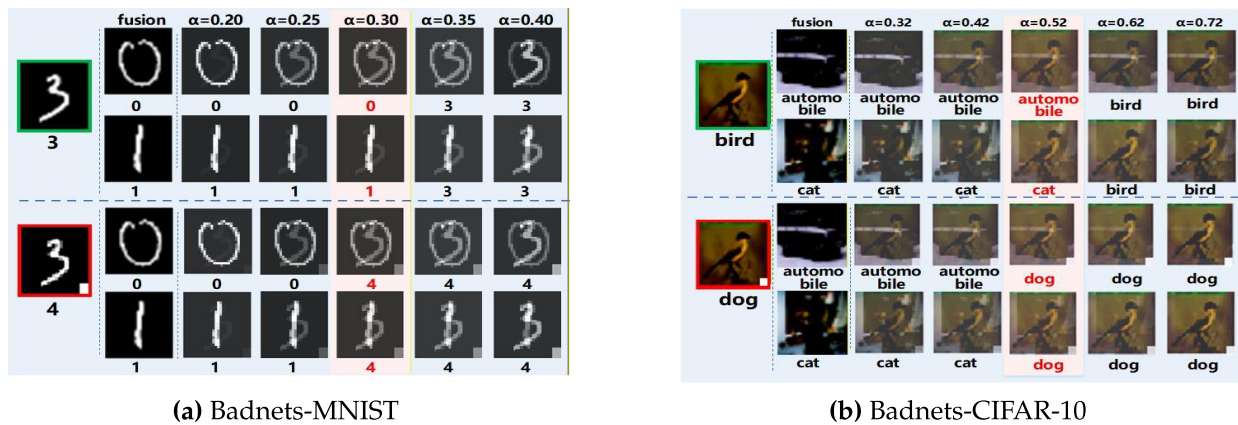 fusion α=0.20 α=0.25 α=0.30 α=0.35 α=0.40
0 0 0 0 3 3
3
1 1 1 1 3 3
0 0 0 4 4 4
4
1 1 1 4 4 4
(a) Badnets-MNIST
fusion α=0.32 α=0.42 α=0.52 α=0.62 α=0.72
automo automo automo automo bird bird
bile bile bile bile
bird
cat cat cat cat bird bird
automo automo automo dog dog dog
bile bile bile
dog
cat cat cat dog dog dog
(b) Badnets-CIFAR-10